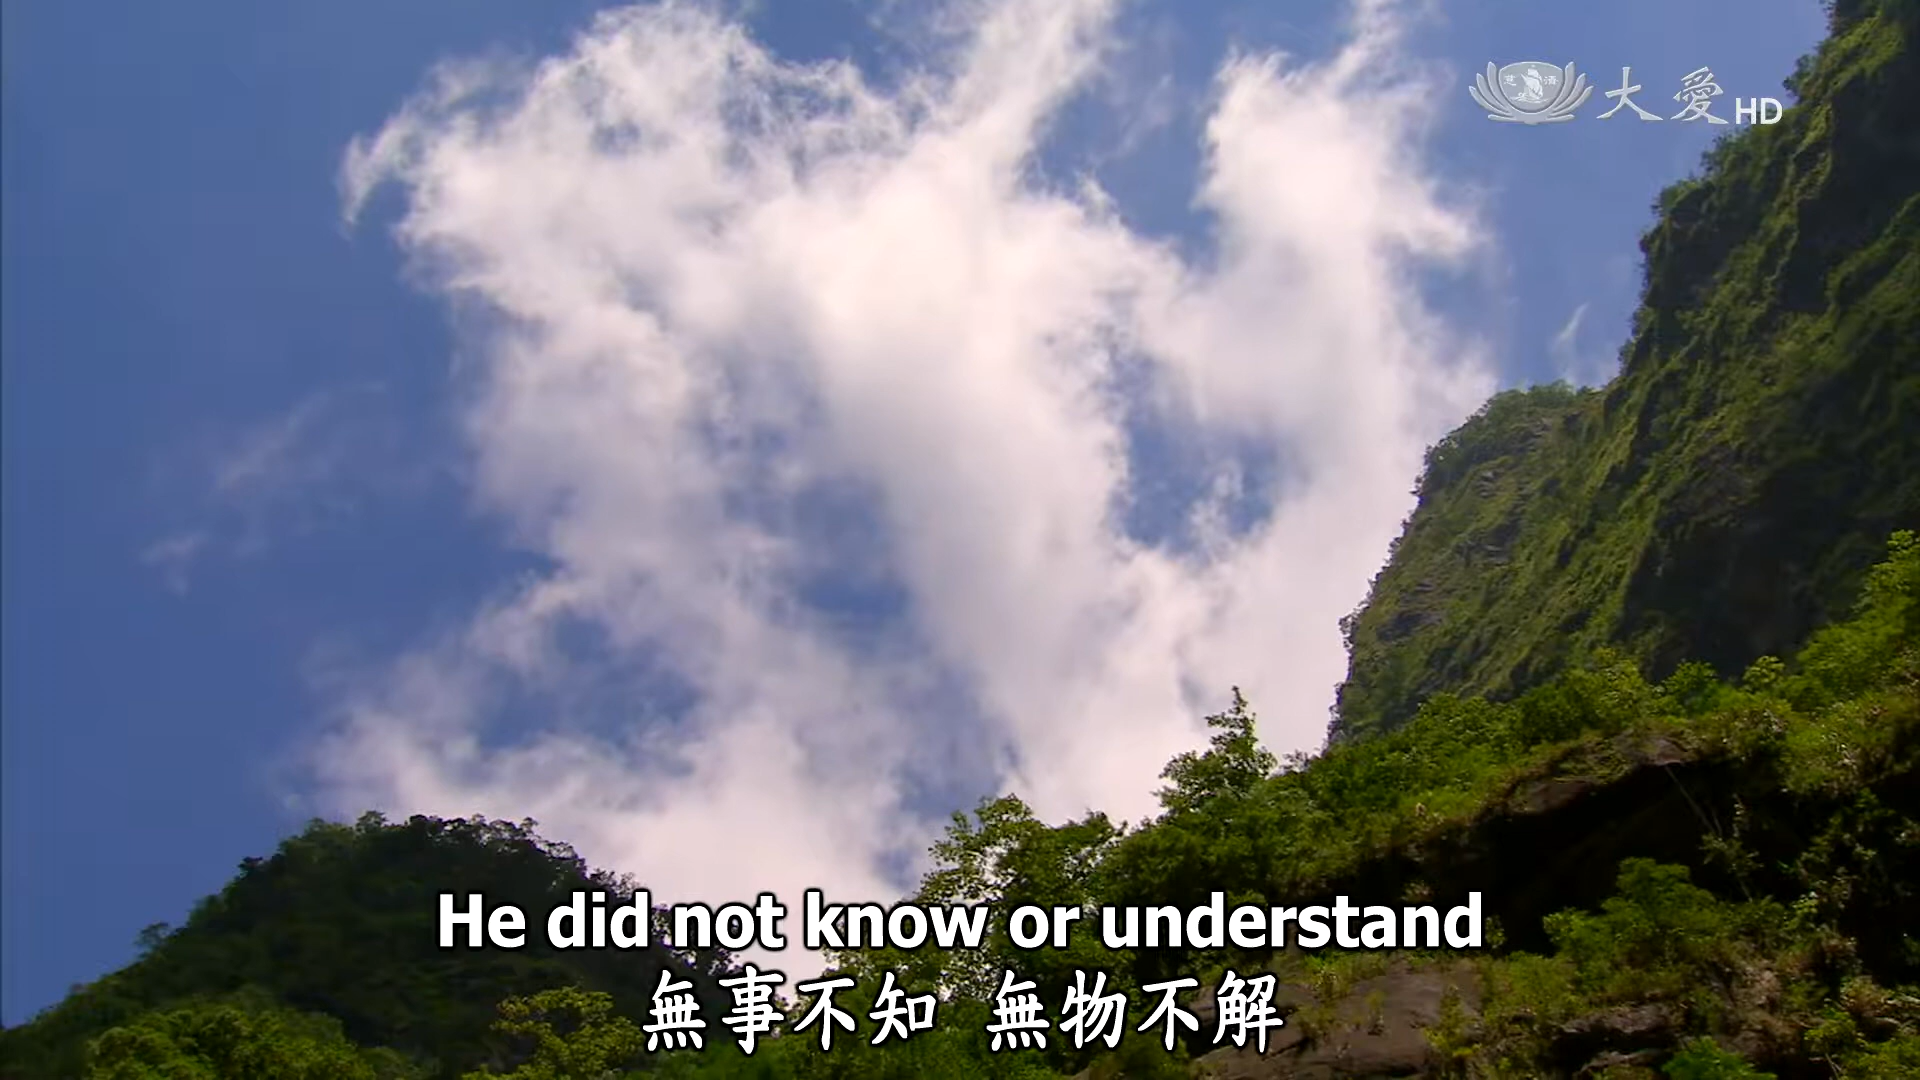 大愛HD
He did not know or understand
無事不知 無物不解